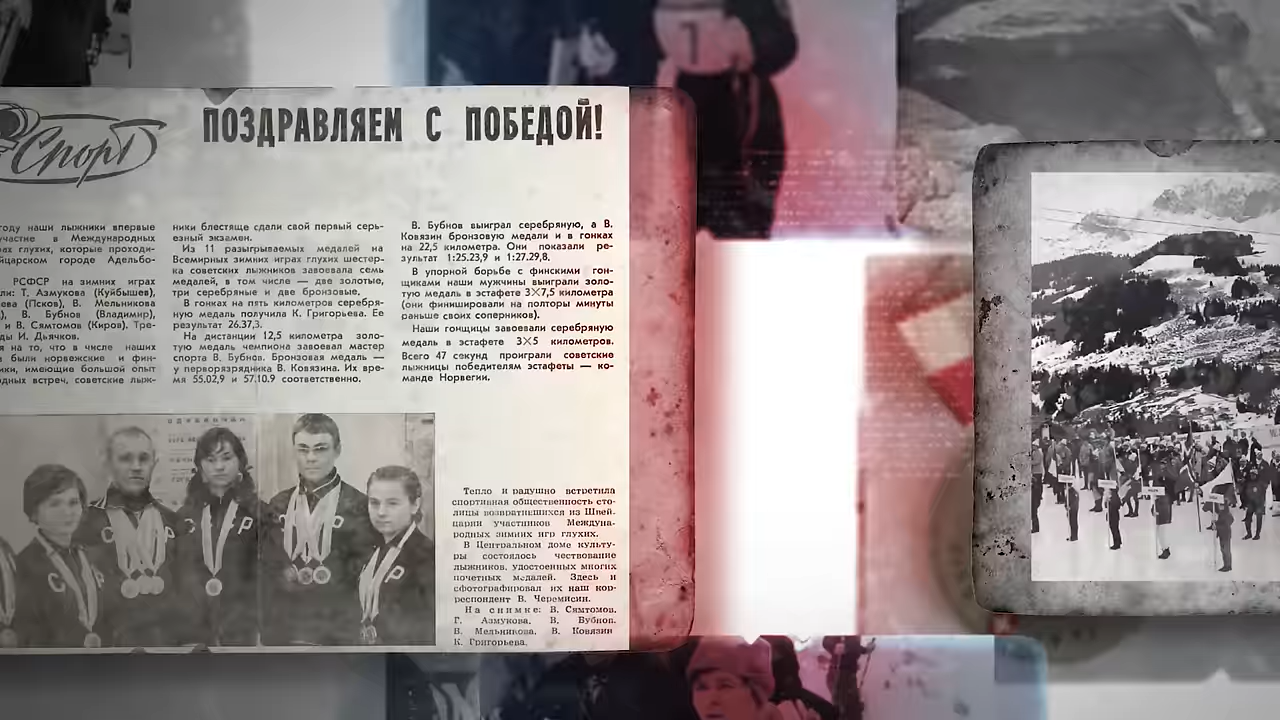 Спорт
ПОЗДРАВЛЯЕМ С ПОБЕДОЙ!
году наши лыжники впервые
участие в Международных
ах глухих, которые проходи-
йцарском городе Адельбо-
РСФСР на зимних играх
ли: Т. Азмукова (Куйбышев),
ева (Псков), В. Мельникова
), В. Бубнов (Владимир),
и В. Сямтомов (Киров). Тре-
ды И. Дьячков.
я на то, что в числе наших
были норвежские и фин-
ики, имеющие большой опыт
одных встреч, советские лыж-
ники блестяще сдали свой первый серь-
езный экзамен.
Из 11 разыгрываемых медалей на
Всемирных зимних играх глухих шестер-
ка советских лыжников завоевала семь
медалей, в том числе — две золотые,
три серебряные и две бронзовые.
В гонках на пять километров серебря-
ную медаль получила К. Григорьева. Ее
результат 26.37,3.
На дистанции 12,5 километра золо-
тую медаль чемпиона завоевал мастер
спорта В. Бубнов. Бронзовая медаль —
у перворазрядника В. Ковязина. Их вре-
мя 55.02,9 и 57.10.9 соответственно.
В. Бубнов выиграл серебряную, а В.
Ковязин бронзовую медали и в гонках
на 22,5 километра. Они показали ре-
зультат 1:25.23,9 и 1:27.29,8.
В упорной борьбе с финскими гон-
щиками наши мужчины выиграли золо-
тую медаль в эстафете 3×7,5 километра
(они финишировали на полторы минуты
раньше своих соперников).
Наши гонщицы завоевали серебряную
медаль в эстафете 3×5 километров.
Всего 47 секунд проиграли советские
лыжницы победителям эстафеты — ко-
манде Норвегии.
Тепло и радушно встретила
спортивная общественность сто-
лицы возвратившихся из Швей-
царии участников Междуна-
родных зимних игр глухих.
В Центральном доме культу-
ры состоялось чествование
лыжников, удостоенных многих
почетных медалей. Здесь и
сфотографировал их наш кор-
респондент В. Черемисин.
На снимке: В. Сямтомов,
Г. Азмукова, В. Бубнов,
В. Мельникова, В. Ковязин
К. Григорьева.